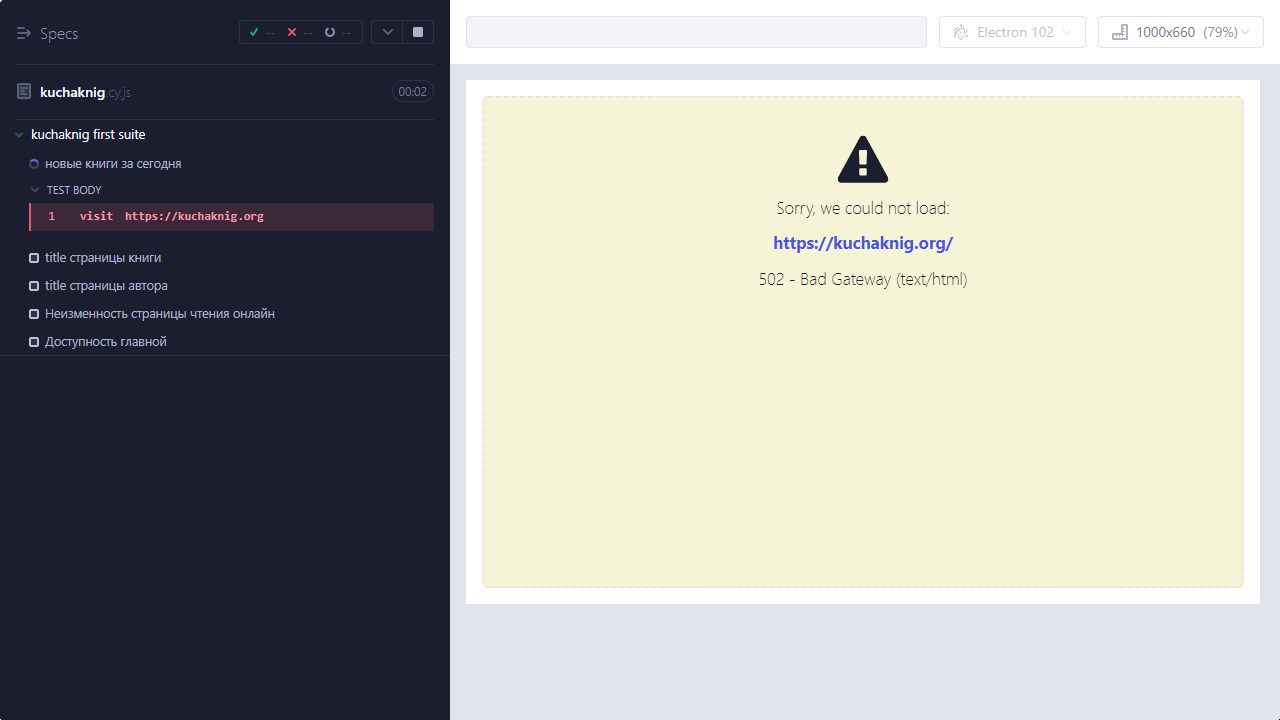 Specs
-- -- --
kuchaknig.cy.js 00:02
kuchaknig first suite
новые книги за сегодня
TEST BODY
1 visit https://kuchaknig.org
title страницы книги
title страницы автора
Неизменность страницы чтения онлайн
Доступность главной
Electron 102
1000x660 (79%)
Sorry, we could not load:
https://kuchaknig.org/
502 - Bad Gateway (text/html)